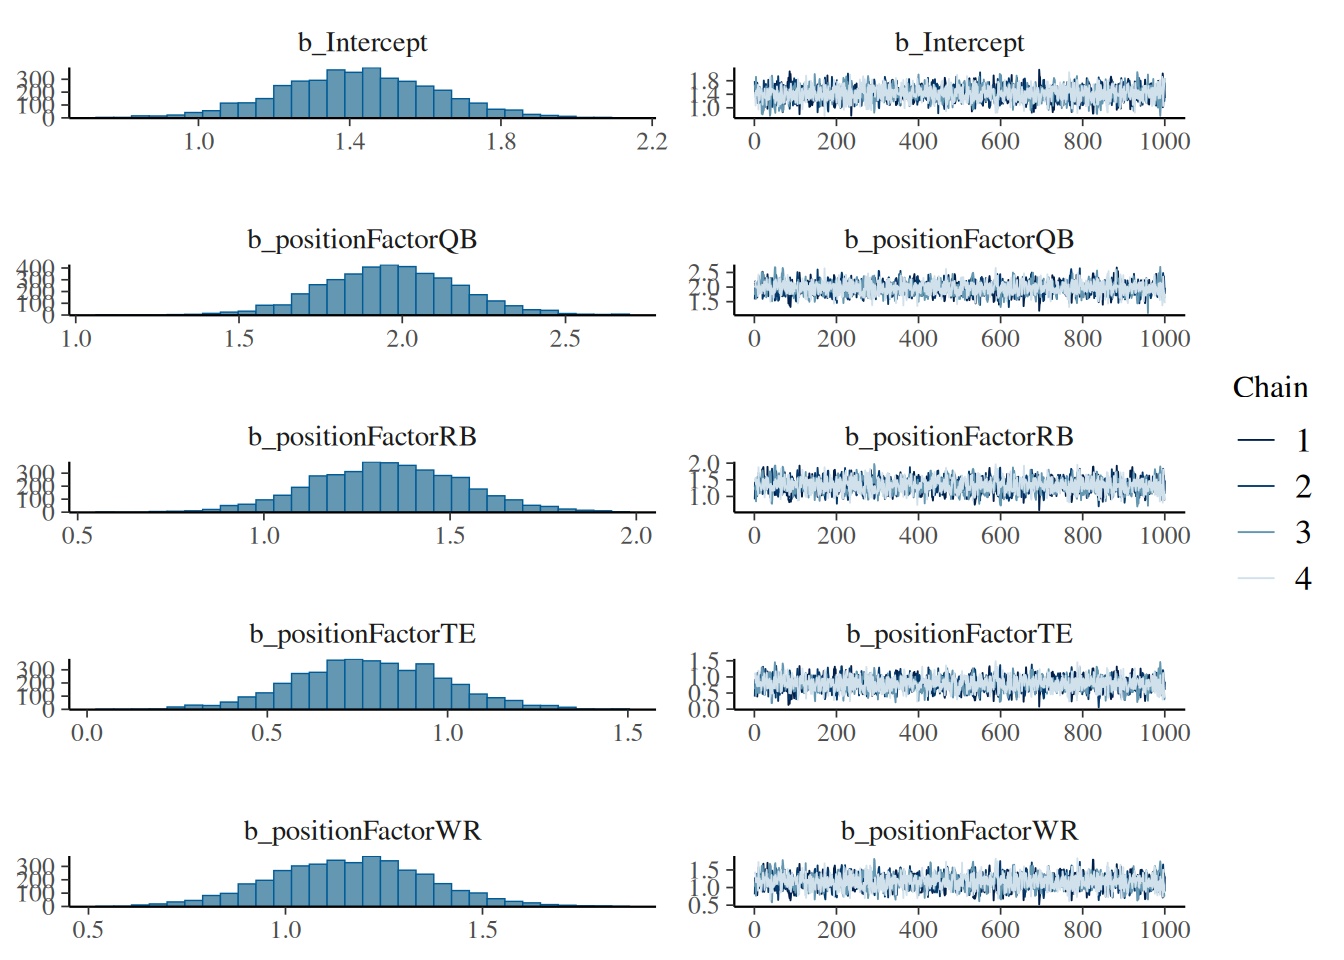 b_Intercept
300
200
100
0
1.0 1.4 1.8 2.2
b_Intercept
1.8
1.4
1.0
0 200 400 600 800 1000
b_positionFactorQB
400
300
200
100
0
1.0 1.5 2.0 2.5
b_positionFactorQB
2.5
2.0
1.5
0 200 400 600 800 1000
b_positionFactorRB
300
200
100
0
0.5 1.0 1.5 2.0
b_positionFactorRB
2.0
1.5
1.0
0 200 400 600 800 1000
b_positionFactorTE
300
200
100
0
0.0 0.5 1.0 1.5
b_positionFactorTE
1.5
1.0
0.5
0.0
0 200 400 600 800 1000
b_positionFactorWR
300
200
100
0
0.5 1.0 1.5
b_positionFactorWR
1.5
1.0
0.5
0 200 400 600 800 1000
Chain
1
2
3
4